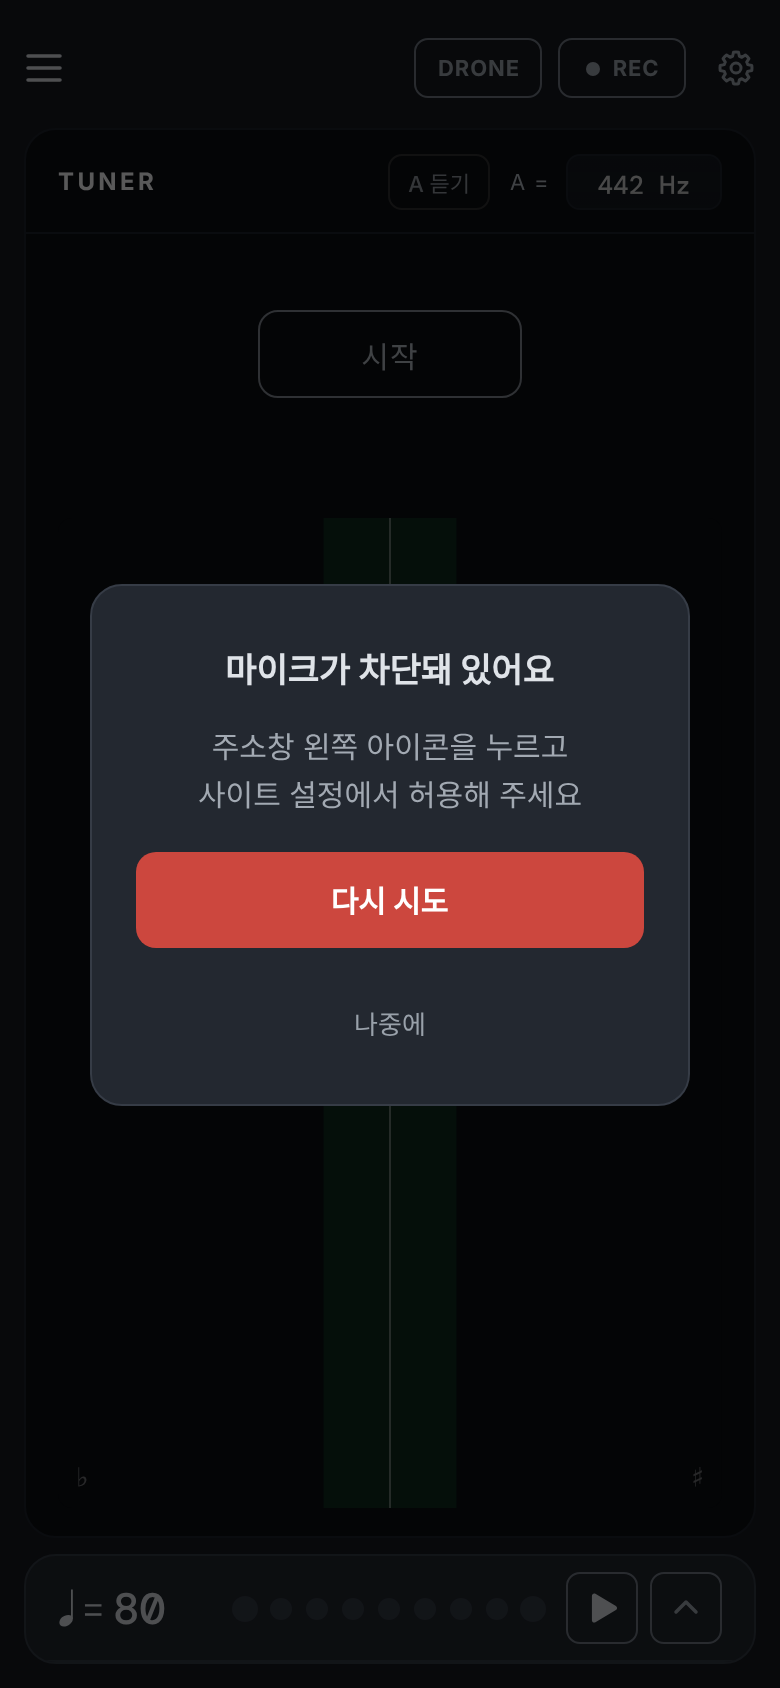 DRONE
REC
TUNER
A 듣기
A =
442 Hz
시작
마이크가 차단돼 있어요
주소창 왼쪽 아이콘을 누르고
사이트 설정에서 허용해 주세요
다시 시도
나중에
♭
♯
♩= 80